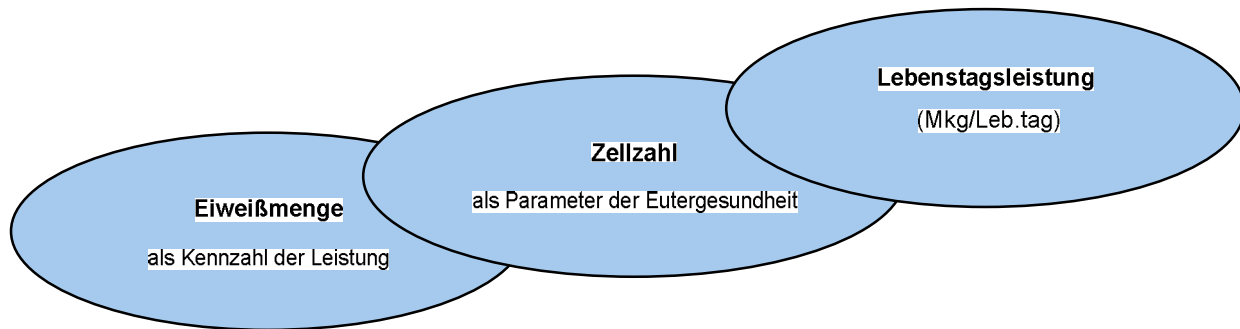 Lebenstagsleistung
(Mkg/Leb.tag)
Zellzahl
als Parameter der Eutergesundheit
Eiweißmenge
als Kennzahl der Leistung